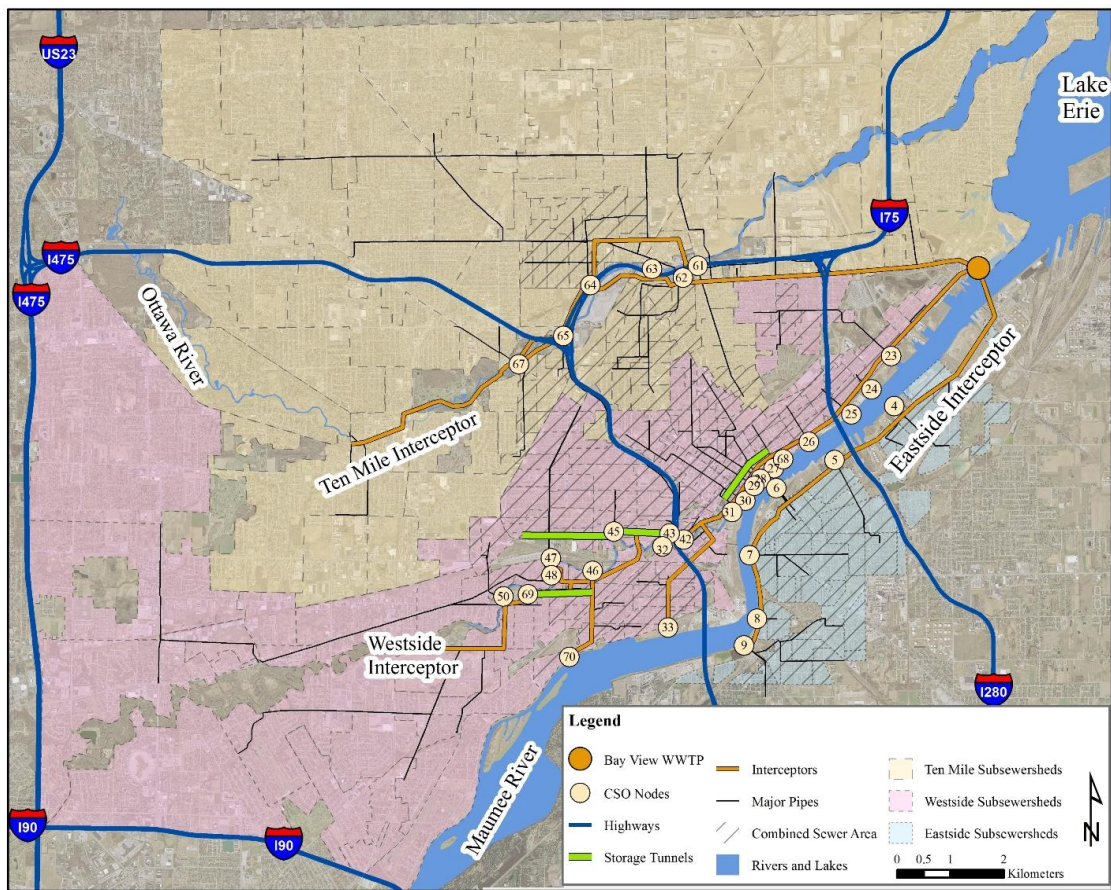 US23
Lake
Erie
I75
I475
I475
Ottawa
River
61
63
62
64
65
67
23
24
4
25
Ten Mile Interceptor
Eastside Interceptor
26
68
5
27
28
29
6
30
31
45
43
42
32
47
7
46
48
50
69
8
33
9
Westside
Interceptor
70
I280
Maumee River
I90
I90
Legend
Bay View WWTP
CSO Nodes
Highways
Storage Tunnels
Interceptors
Major Pipes
Combined Sewer Area
Rivers and Lakes
Ten Mile Subsewersheds
Westside Subsewersheds
Eastside Subsewersheds
0 0.5 1 2
Kilometers
N